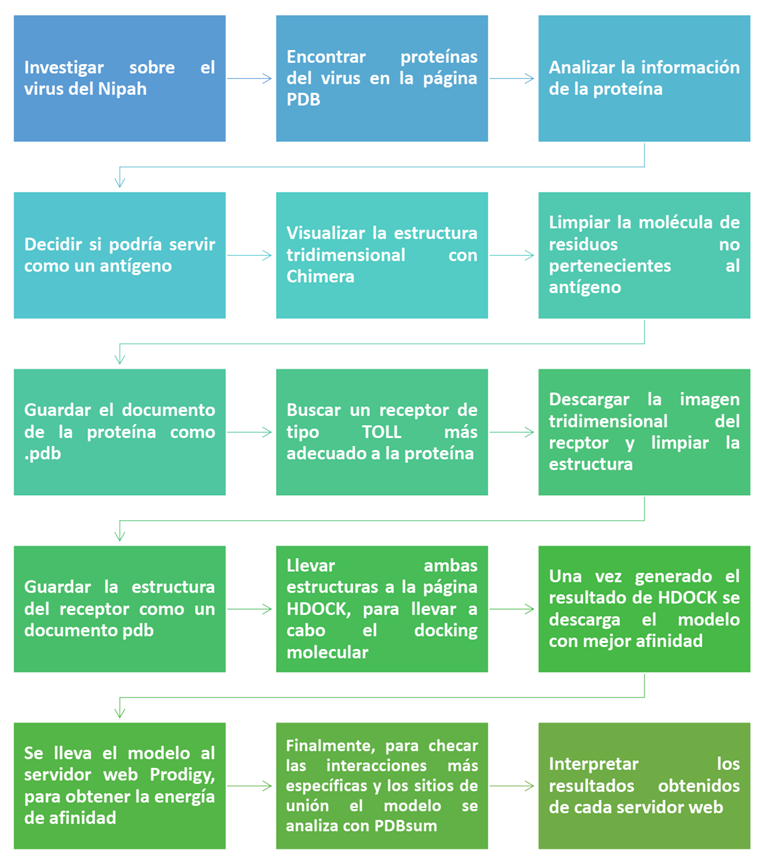 Investigar sobre el
virus del Nipah
Encontrar proteínas
del virus en la página
PDB
Analizar la información
de la proteína
Decidir si podría servir
como un antígeno
Visualizar la estructura
tridimensional con
Chimera
Limpiar la molécula de
residuos no
pertenecientes al
antígeno
Guardar el documento
de la proteína como
.pdb
Buscar un receptor de
tipo TOLL más
adecuado a la proteína
Descargar la imagen
tridimensional del
recptor y limpiar la
estructura
Guardar la estructura
del receptor como un
documento pdb
Llevar ambas
estructuras a la página
HDOCK, para llevar a
cabo el docking
molecular
Una vez generado el
resultado de HDOCK se
descarga el modelo
con mejor afinidad
Se lleva el modelo al
servidor web Prodigy,
para obtener la energía
de afinidad
Finalmente, para checar
las interacciones más
específicas y los sitios de
unión el modelo se
analiza con PDBsum
Interpretar los
resultados obtenidos
de cada servidor web